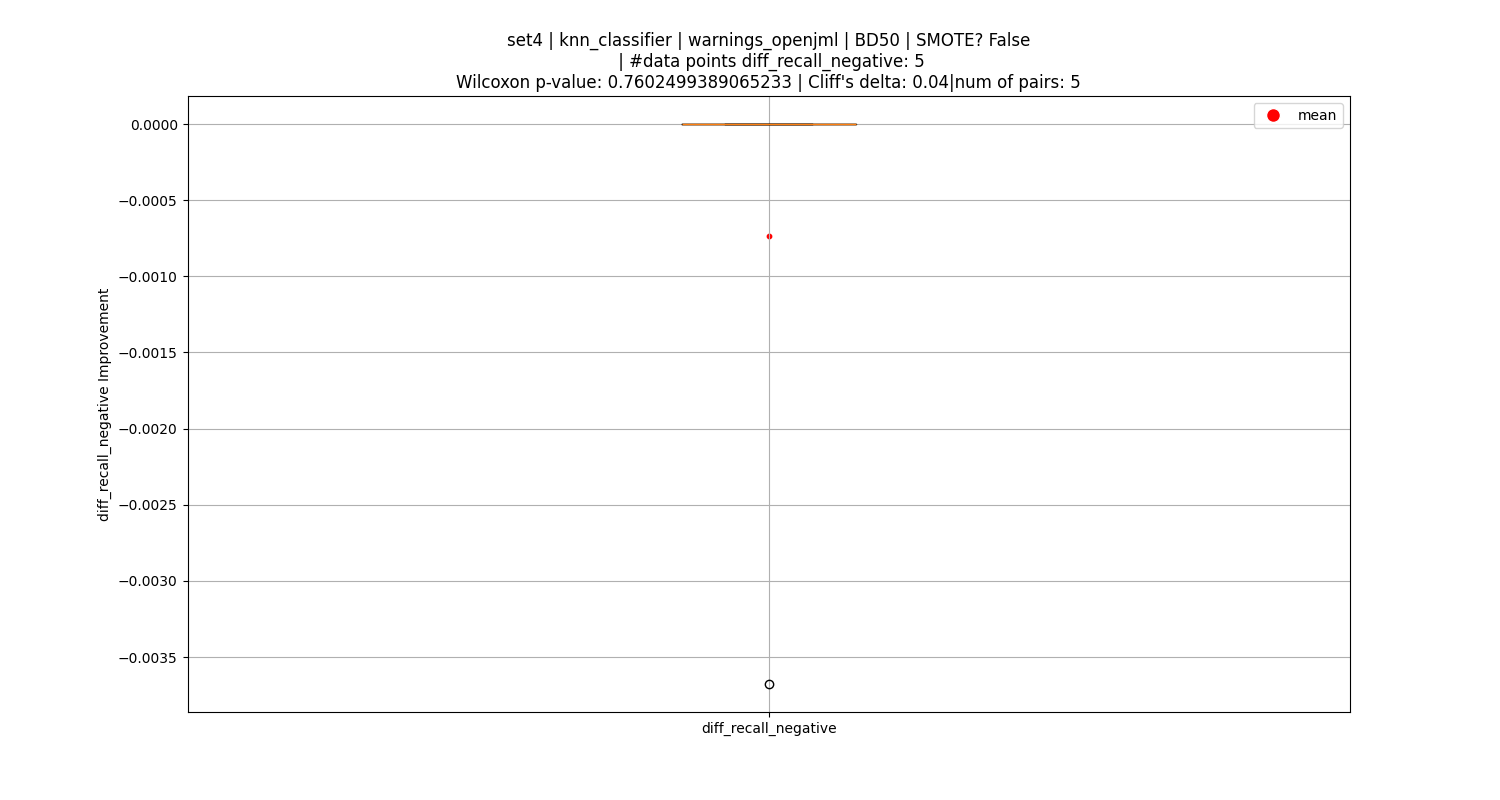 set4 | knn_classifier | warnings_openjml | BD50 | SMOTE? False
| #data points diff_recall_negative: 5
Wilcoxon p-value: 0.7602499389065233 | Cliff's delta: 0.04|num of pairs: 5
mean
0.0000
−0.0005
−0.0010
−0.0015
−0.0020
−0.0025
−0.0030
−0.0035
diff_recall_negative Improvement
diff_recall_negative